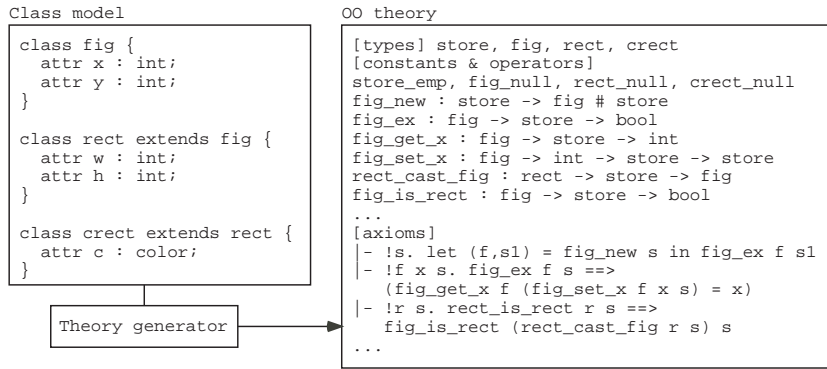 Class model
class fig {
attr x : int;
attr y : int;
}
class rect extends fig {
attr w : int;
attr h : int;
}
class crect extends rect {
attr c : color;
}
Theory generator
OO theory
[types] store, fig, rect, crect
[constants & operators]
store_emp, fig_null, rect_null, crect_null
fig_new : store -> fig # store
fig_ex : fig -> store -> bool
fig_get_x : fig -> store -> int
fig_set_x : fig -> int -> store -> store
rect_cast_fig : rect -> store -> fig
fig_is_rect : fig -> store -> bool
...
[axioms]
|- !s. let (f,s1) = fig_new s in fig_ex f s1
|- !f x s. fig_ex f s ==>
(fig_get_x f (fig_set_x f x s) = x)
|- !r s. rect_is_rect r s ==>
fig_is_rect (rect_cast_fig r s) s
...